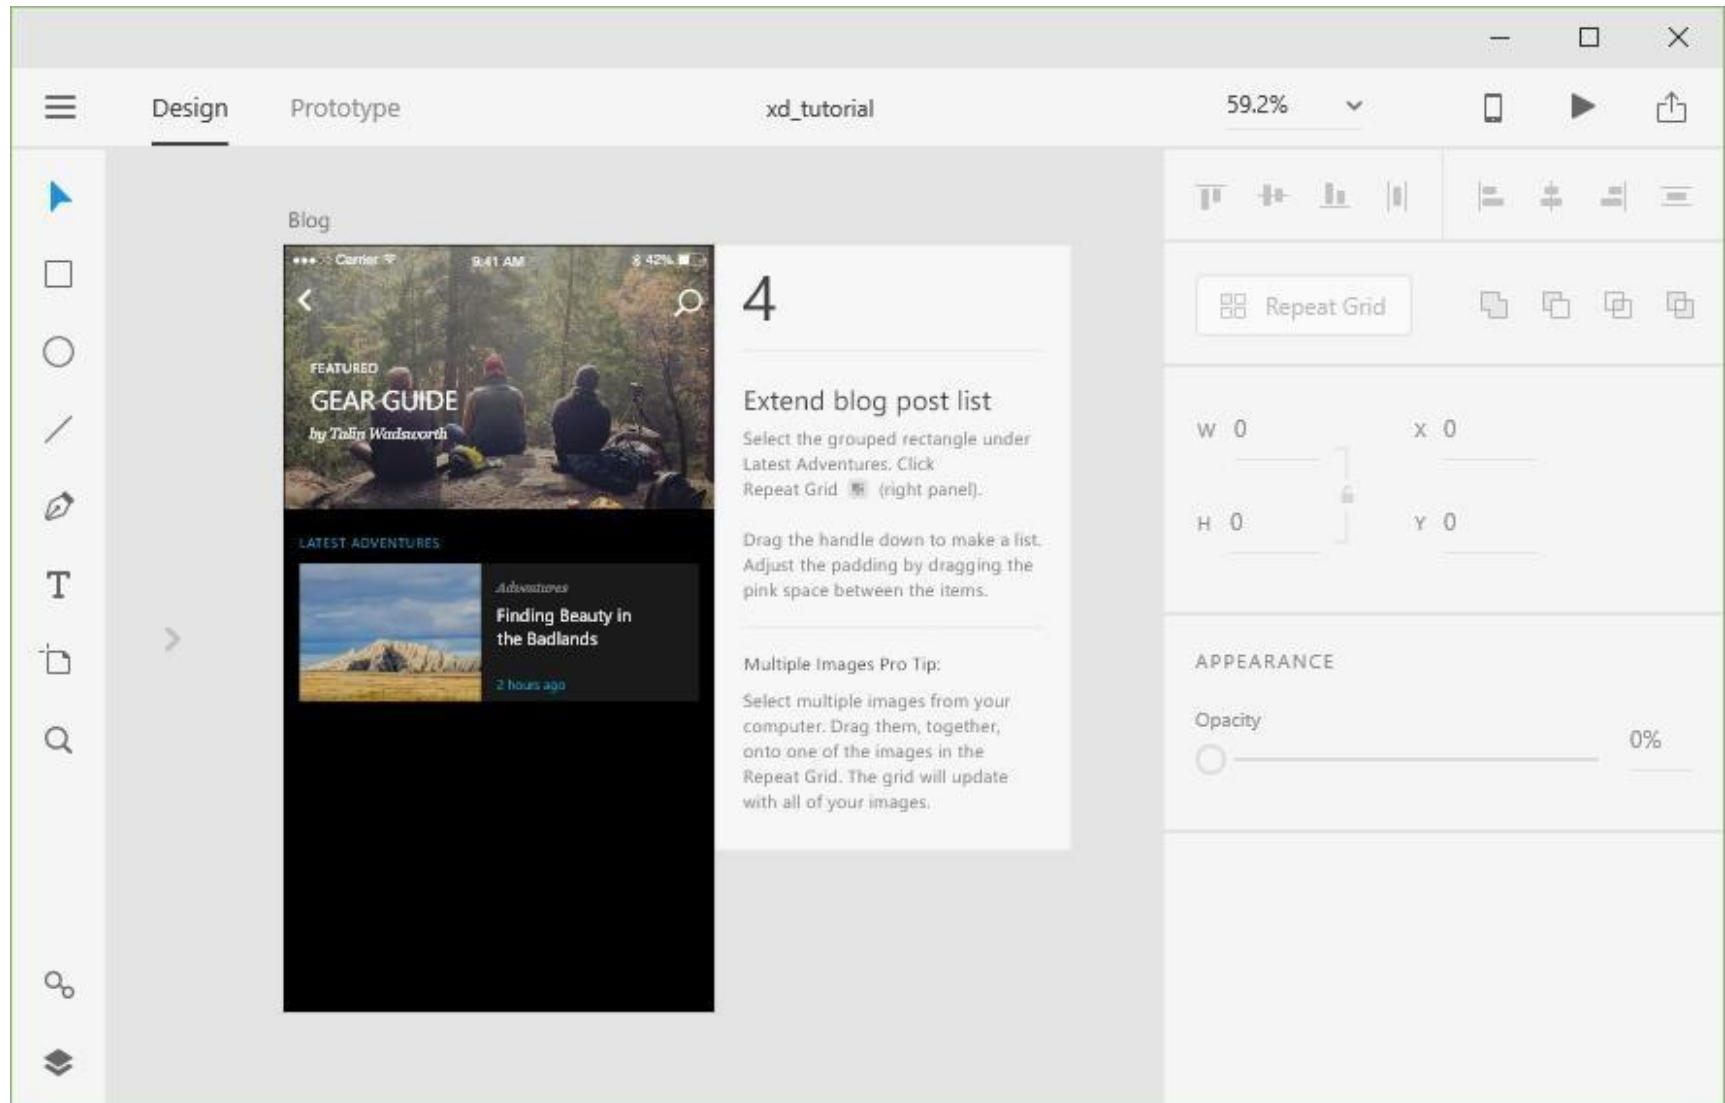 Design
Prototype
xd_tutorial
59.2%
Blog
Carrier
9:41 AM
42%
FEATURED
GEAR GUIDE
by Talin Wadsworth
LATEST ADVENTURES
Adventures
Finding Beauty in
the Badlands
2 hours ago
4
Extend blog post list
Select the grouped rectangle under
Latest Adventures. Click
Repeat Grid (right panel).
Drag the handle down to make a list.
Adjust the padding by dragging the
pink space between the items.
Multiple Images Pro Tip:
Select multiple images from your
computer. Drag them, together,
onto one of the images in the
Repeat Grid. The grid will update
with all of your images.
Repeat Grid
W 0
X 0
H 0
Y 0
APPEARANCE
Opacity
0%